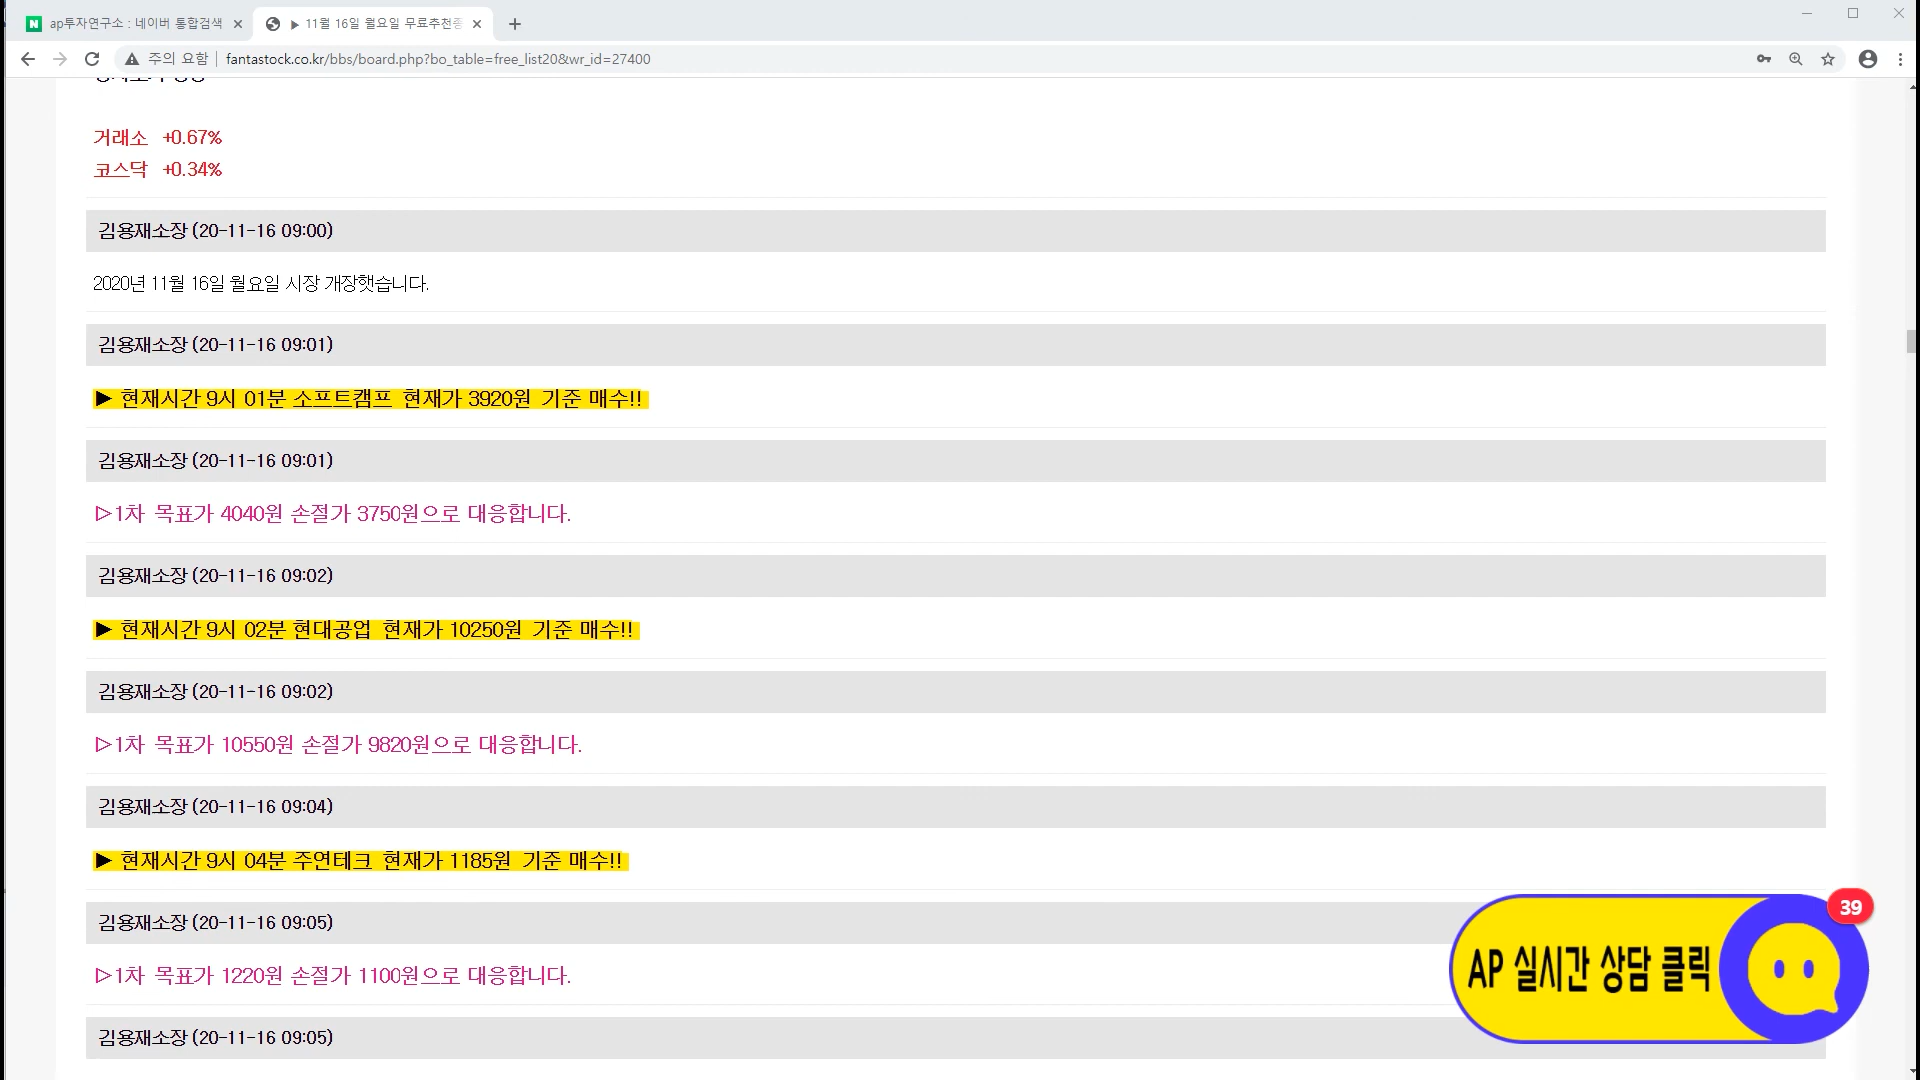 N ap투자연구소 : 네이버 통합검색
▶ 11월 16일 월요일 무료추천종
주의 요함 fantastock.co.kr/bbs/board.php?bo_table=free_list20&wr_id=27400
거래소 +0.67%
코스닥 +0.34%
김용재소장 (20-11-16 09:00)
2020년 11월 16일 월요일 시장 개장햇습니다.
김용재소장 (20-11-16 09:01)
▶ 현재시간 9시 01분 소프트캠프 현재가 3920원 기준 매수!!
김용재소장 (20-11-16 09:01)
▷1차 목표가 4040원 손절가 3750원으로 대응합니다.
김용재소장 (20-11-16 09:02)
▶ 현재시간 9시 02분 현대공업 현재가 10250원 기준 매수!!
김용재소장 (20-11-16 09:02)
▷1차 목표가 10550원 손절가 9820원으로 대응합니다.
김용재소장 (20-11-16 09:04)
▶ 현재시간 9시 04분 주연테크 현재가 1185원 기준 매수!!
김용재소장 (20-11-16 09:05)
▷1차 목표가 1220원 손절가 1100원으로 대응합니다.
김용재소장 (20-11-16 09:05)
39
AP 실시간 상담 클릭